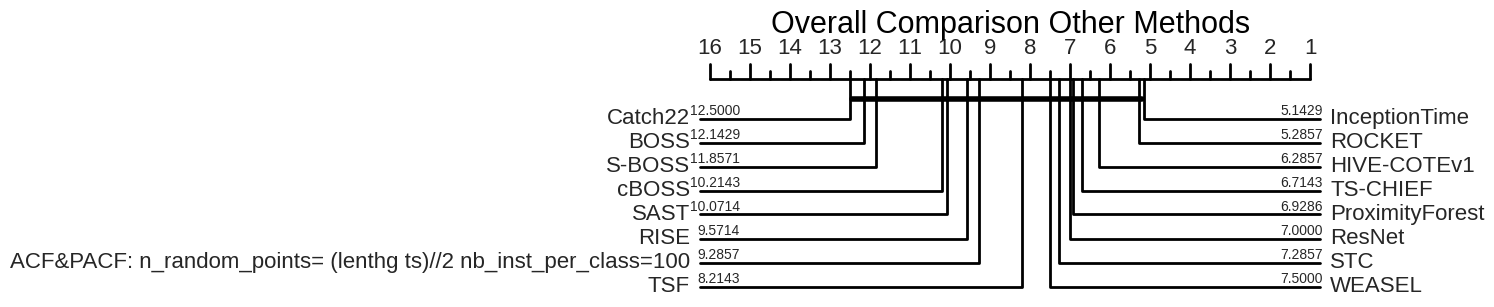 Overall Comparison Other Methods
16 15 14 13 12 11 10 9 8 7 6 5 4 3 2 1
Catch22 12.5000 5.1429 InceptionTime
BOSS 12.1429 5.2857 ROCKET
S-BOSS 11.8571 6.2857 HIVE-COTEv1
cBOSS 10.2143 6.7143 TS-CHIEF
SAST 10.0714 6.9286 ProximityForest
RISE 9.5714 7.0000 ResNet
ACF&PACF: n_random_points= (lenthg ts)//2 nb_inst_per_class=100 9.2857 7.2857 STC
TSF 8.2143 7.5000 WEASEL